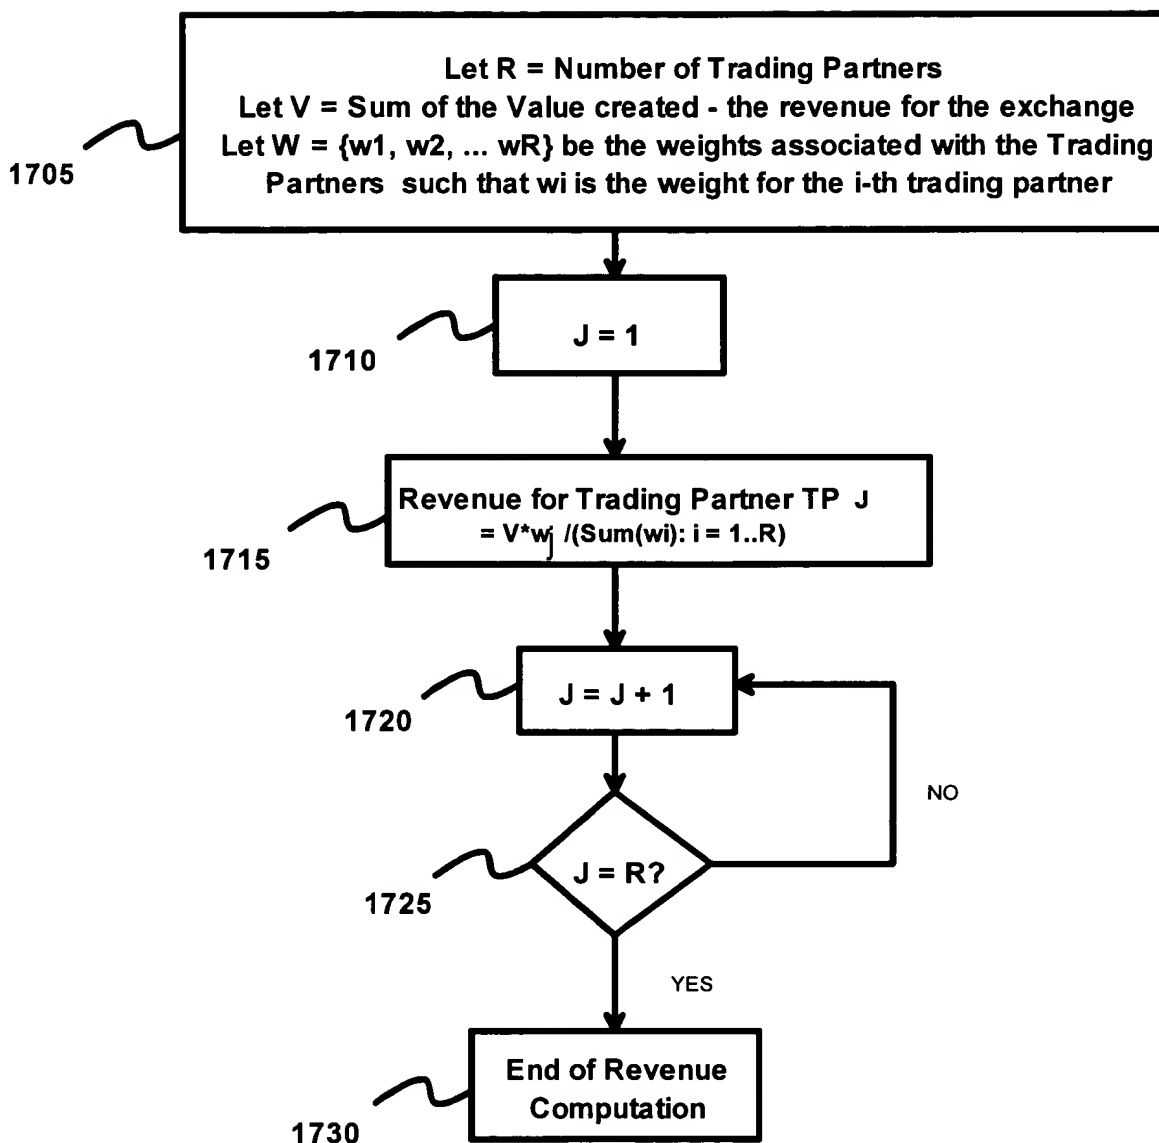 Let R = Number of Trading Partners
Let V = Sum of the Value created - the revenue for the exchange
Let W = {w1, w2, ... wR} be the weights associated with the Trading
Partners such that wi is the weight for the i-th trading partner
1705
J = 1
1710
Revenue for Trading Partner TP J
= V*wj /(Sum(wi): i = 1..R)
1715
J = J + 1
1720
NO
J = R?
1725
YES
End of Revenue
Computation
1730